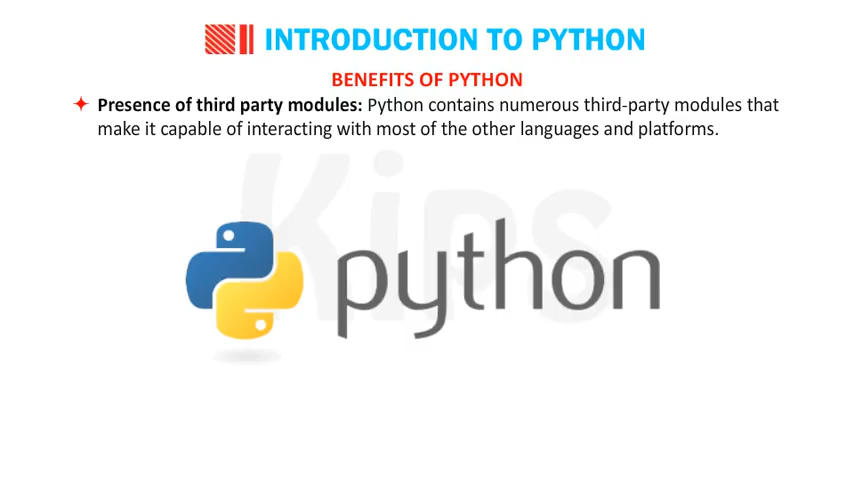 INTRODUCTION TO PYTHON
BENEFITS OF PYTHON
Presence of third party modules: Python contains numerous third-party modules that
make it capable of interacting with most of the other languages and platforms.
Kips
python